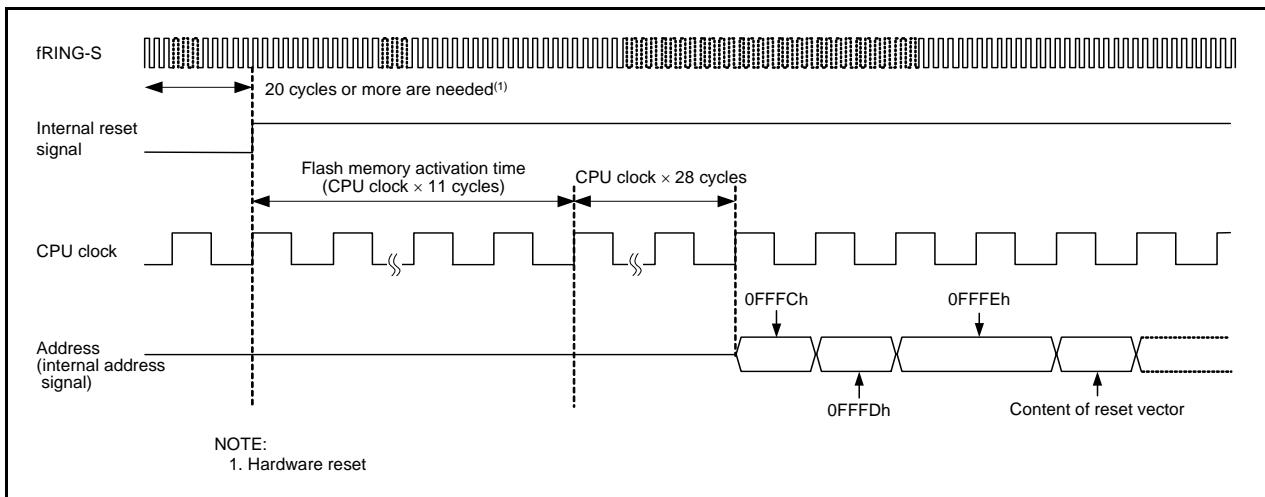 fRING-S
20 cycles or more are needed(1)
Internal reset
signal
Flash memory activation time
(CPU clock × 11 cycles)
CPU clock × 28 cycles
CPU clock
0FFFCh
0FFFEh
Address
(internal address
signal)
0FFFDh
Content of reset vector
NOTE:
1. Hardware reset